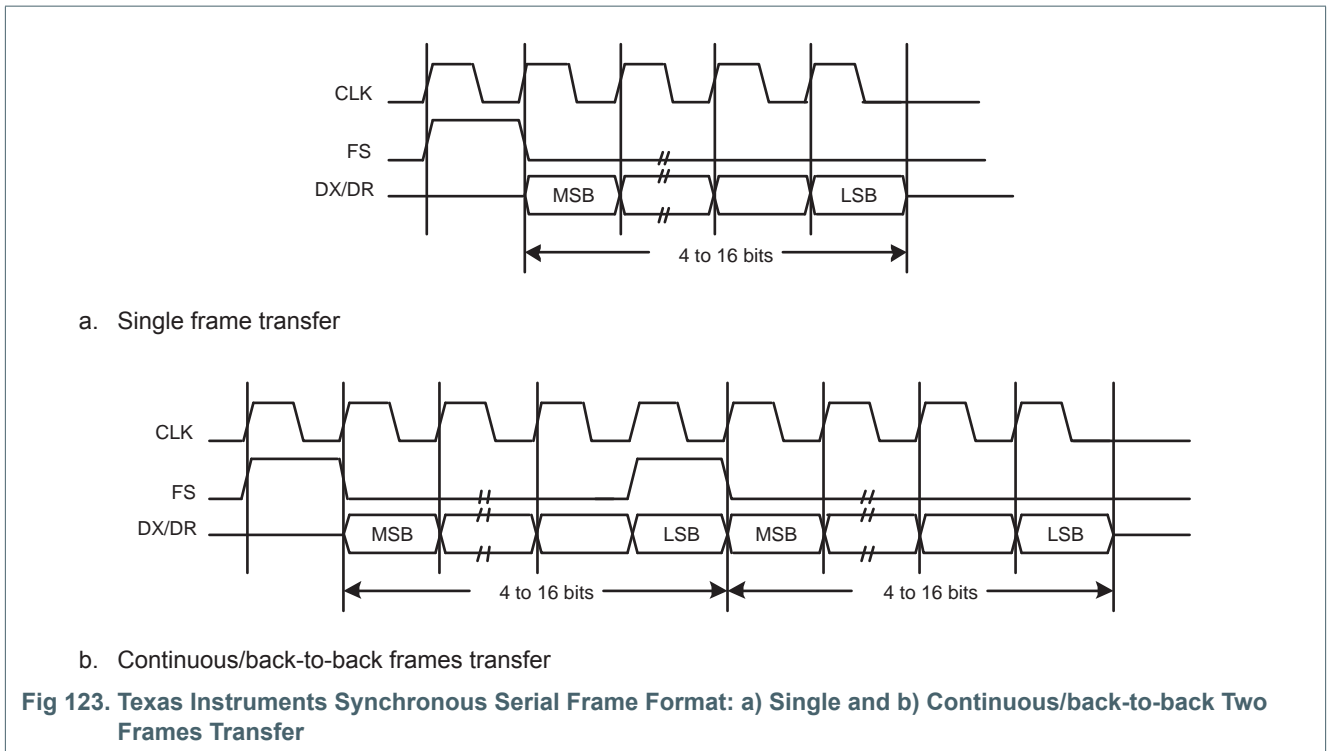 CLK
FS
DX/DR
MSB
LSB
4 to 16 bits
a. Single frame transfer
CLK
FS
DX/DR
MSB
LSB
MSB
LSB
4 to 16 bits
4 to 16 bits
b. Continuous/back-to-back frames transfer
Fig 123. Texas Instruments Synchronous Serial Frame Format: a) Single and b) Continuous/back-to-back Two
Frames Transfer